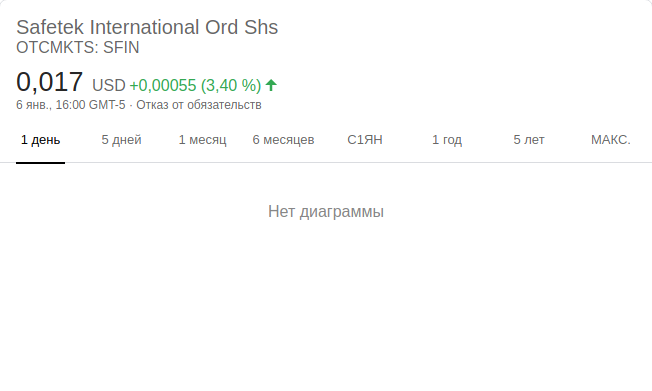 Safetek International Ord Shs
OTCMKTS: SFIN
0,017 USD +0,00055 (3,40 %)
6 янв., 16:00 GMT-5 · Отказ от обязательств
1 день 5 дней 1 месяц 6 месяцев С1ЯН 1 год 5 лет МАКС.
Нет диаграммы